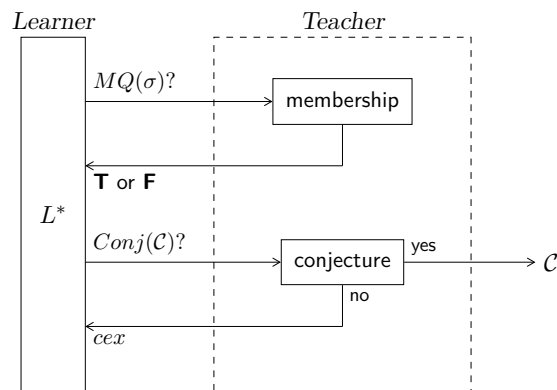 Learner
Teacher
MQ(σ)?
membership
T or F
L*
Conj(𝒞)?
conjecture
yes
𝒞
no
cex